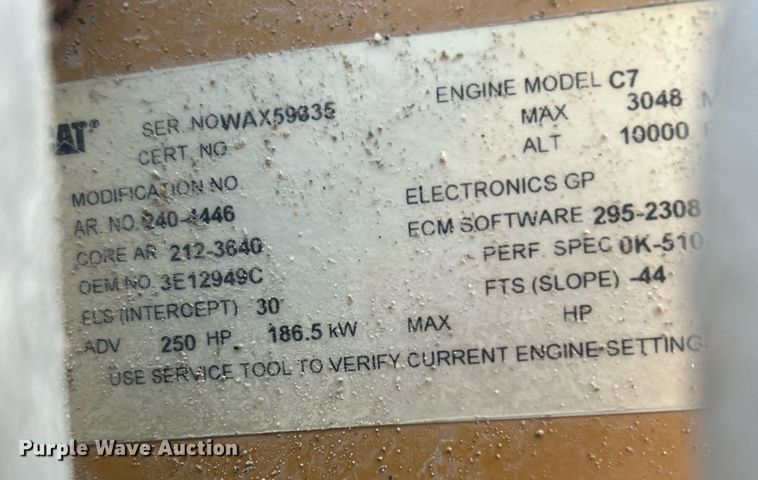 CAT®
SER NO WAX59335
CERT. NO
MODIFICATION NO.
AR. NO. 240-4446
CORE AR 212-3640
OEM NO. 3E12949C
FLS (INTERCEPT) 30
ADV 250 HP 186.5 kW MAX HP
ENGINE MODEL C7
MAX 3048 M
ALT 10000
ELECTRONICS GP
ECM SOFTWARE 295-2308
PERF. SPEC 0K-510
FTS (SLOPE) -44
USE SERVICE TOOL TO VERIFY CURRENT ENGINE SETTING
Purple Wave Auction